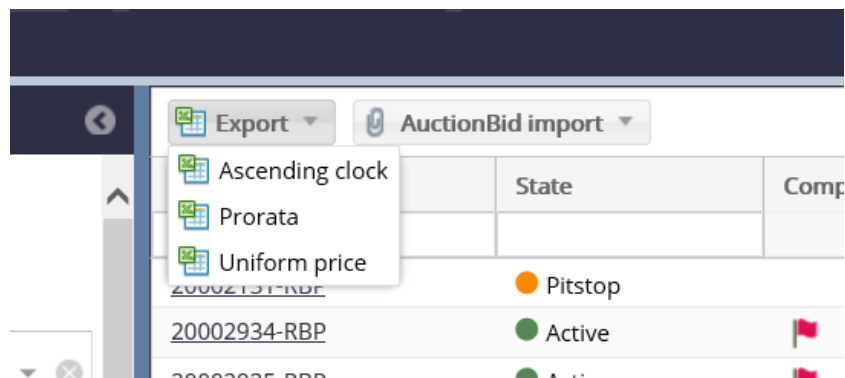 Export AuctionBid import
Ascending clock
State Comp
Prorata
Uniform price
Pitstop
20002934-RBP Active